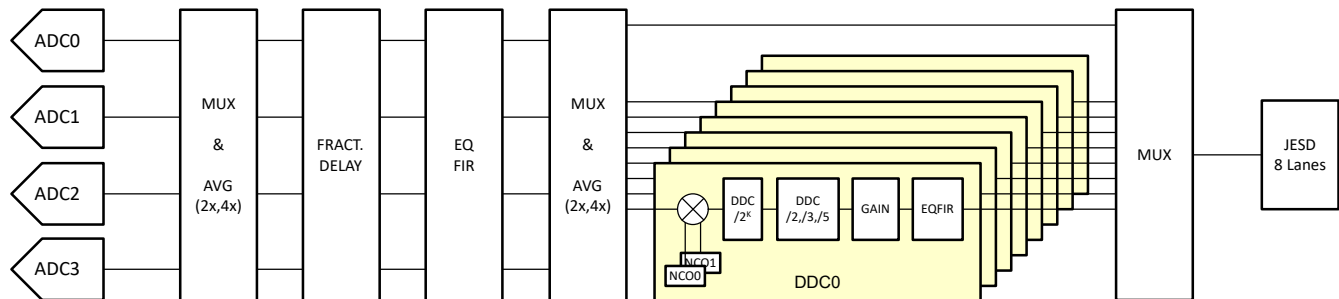 ADC0
ADC1
ADC2
ADC3
MUX
&
AVG
(2x,4x)
FRACT.
DELAY
EQ
FIR
MUX
&
AVG
(2x,4x)
DDC
/2ᴷ
DDC
/2,/3,/5
GAIN
EQFIR
NCO1
NCO0
DDC0
MUX
JESD
8 Lanes